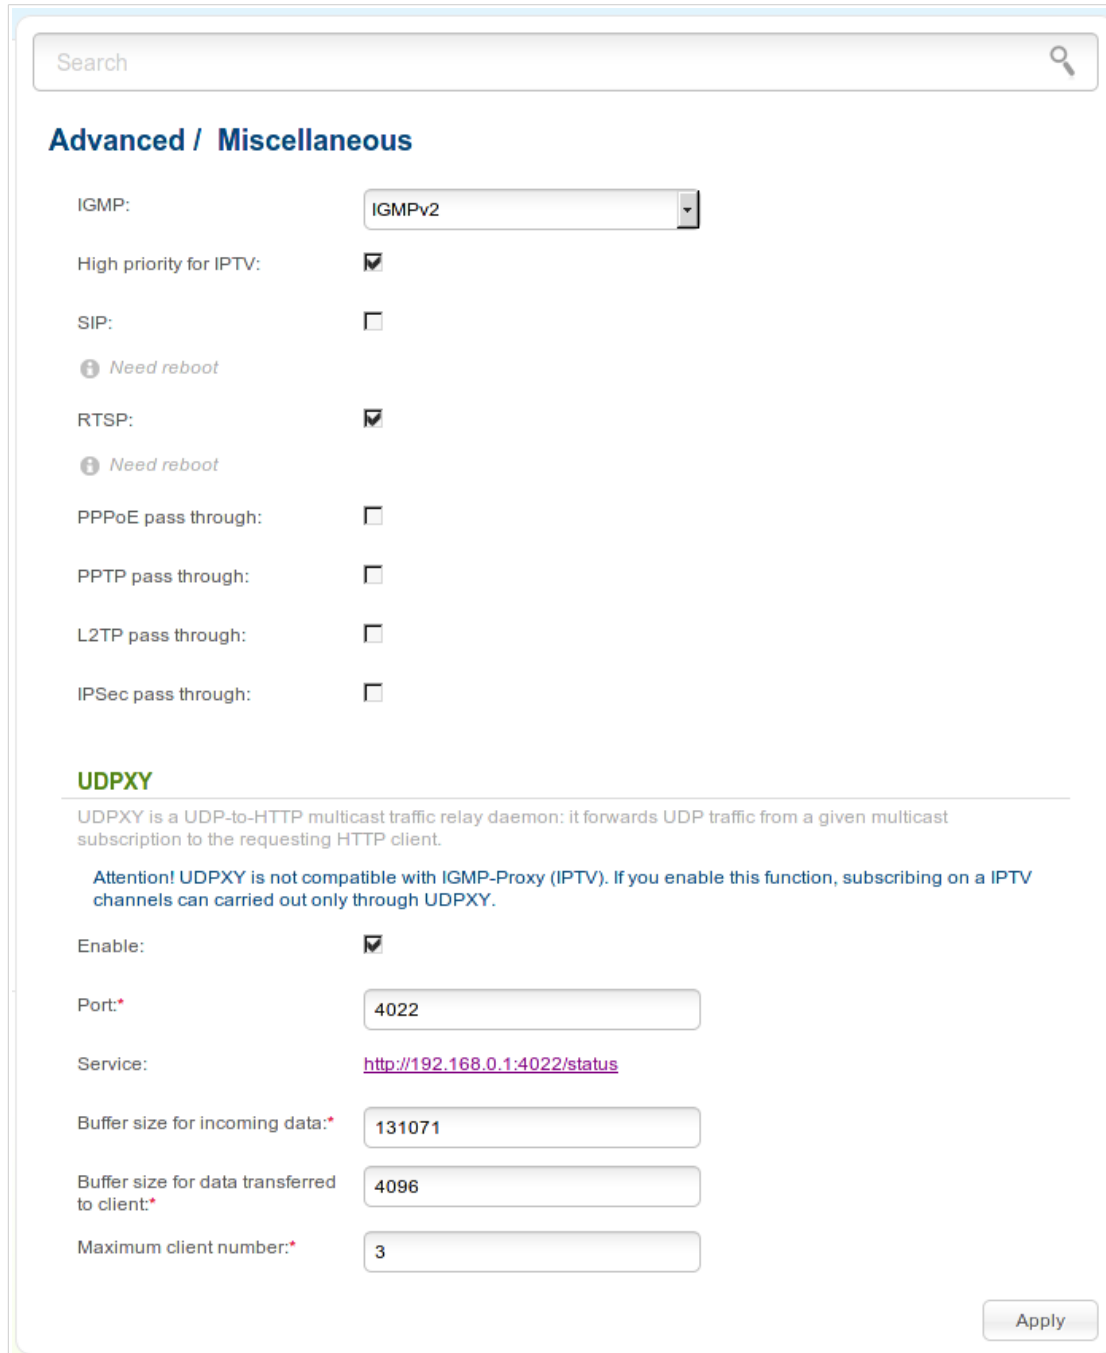 Search
Advanced / Miscellaneous
IGMP:
IGMPv2
High priority for IPTV:
SIP:
Need reboot
RTSP:
Need reboot
PPPoE pass through:
PPTP pass through:
L2TP pass through:
IPSec pass through:
UDPXY
UDPXY is a UDP-to-HTTP multicast traffic relay daemon: it forwards UDP traffic from a given multicast
subscription to the requesting HTTP client.
Attention! UDPXY is not compatible with IGMP-Proxy (IPTV). If you enable this function, subscribing on a IPTV
channels can carried out only through UDPXY.
Enable:
Port:*
4022
Service:
http://192.168.0.1:4022/status
Buffer size for incoming data:*
131071
Buffer size for data transferred
to client:*
4096
Maximum client number:*
3
Apply